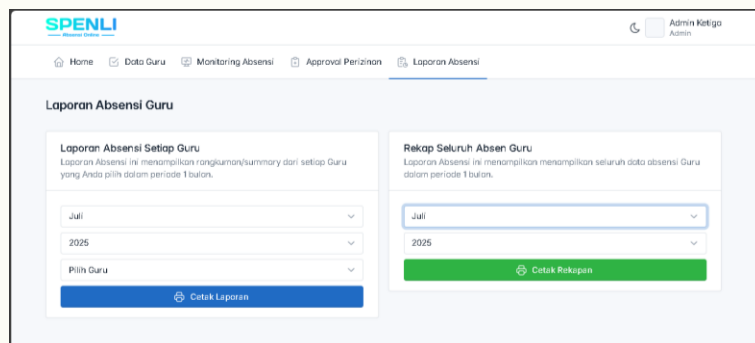 SPENLI
Absensi Online
Admin Ketiga
Admin
Home
Data Guru
Monitoring Absensi
Approval Perizinan
Laporan Absensi
Laporan Absensi Guru
Laporan Absensi Setiap Guru
Laporan Absensi ini menampilkan rangkuman/summary dari setiap Guru
yang Anda pilih dalam periode 1 bulan.
Juli
2025
Pilih Guru
Cetak Laporan
Rekap Seluruh Absen Guru
Laporan Absensi ini menampilkan menampilkan seluruh data absensi Guru
dalam periode 1 bulan.
Juli
2025
Cetak Rekapan